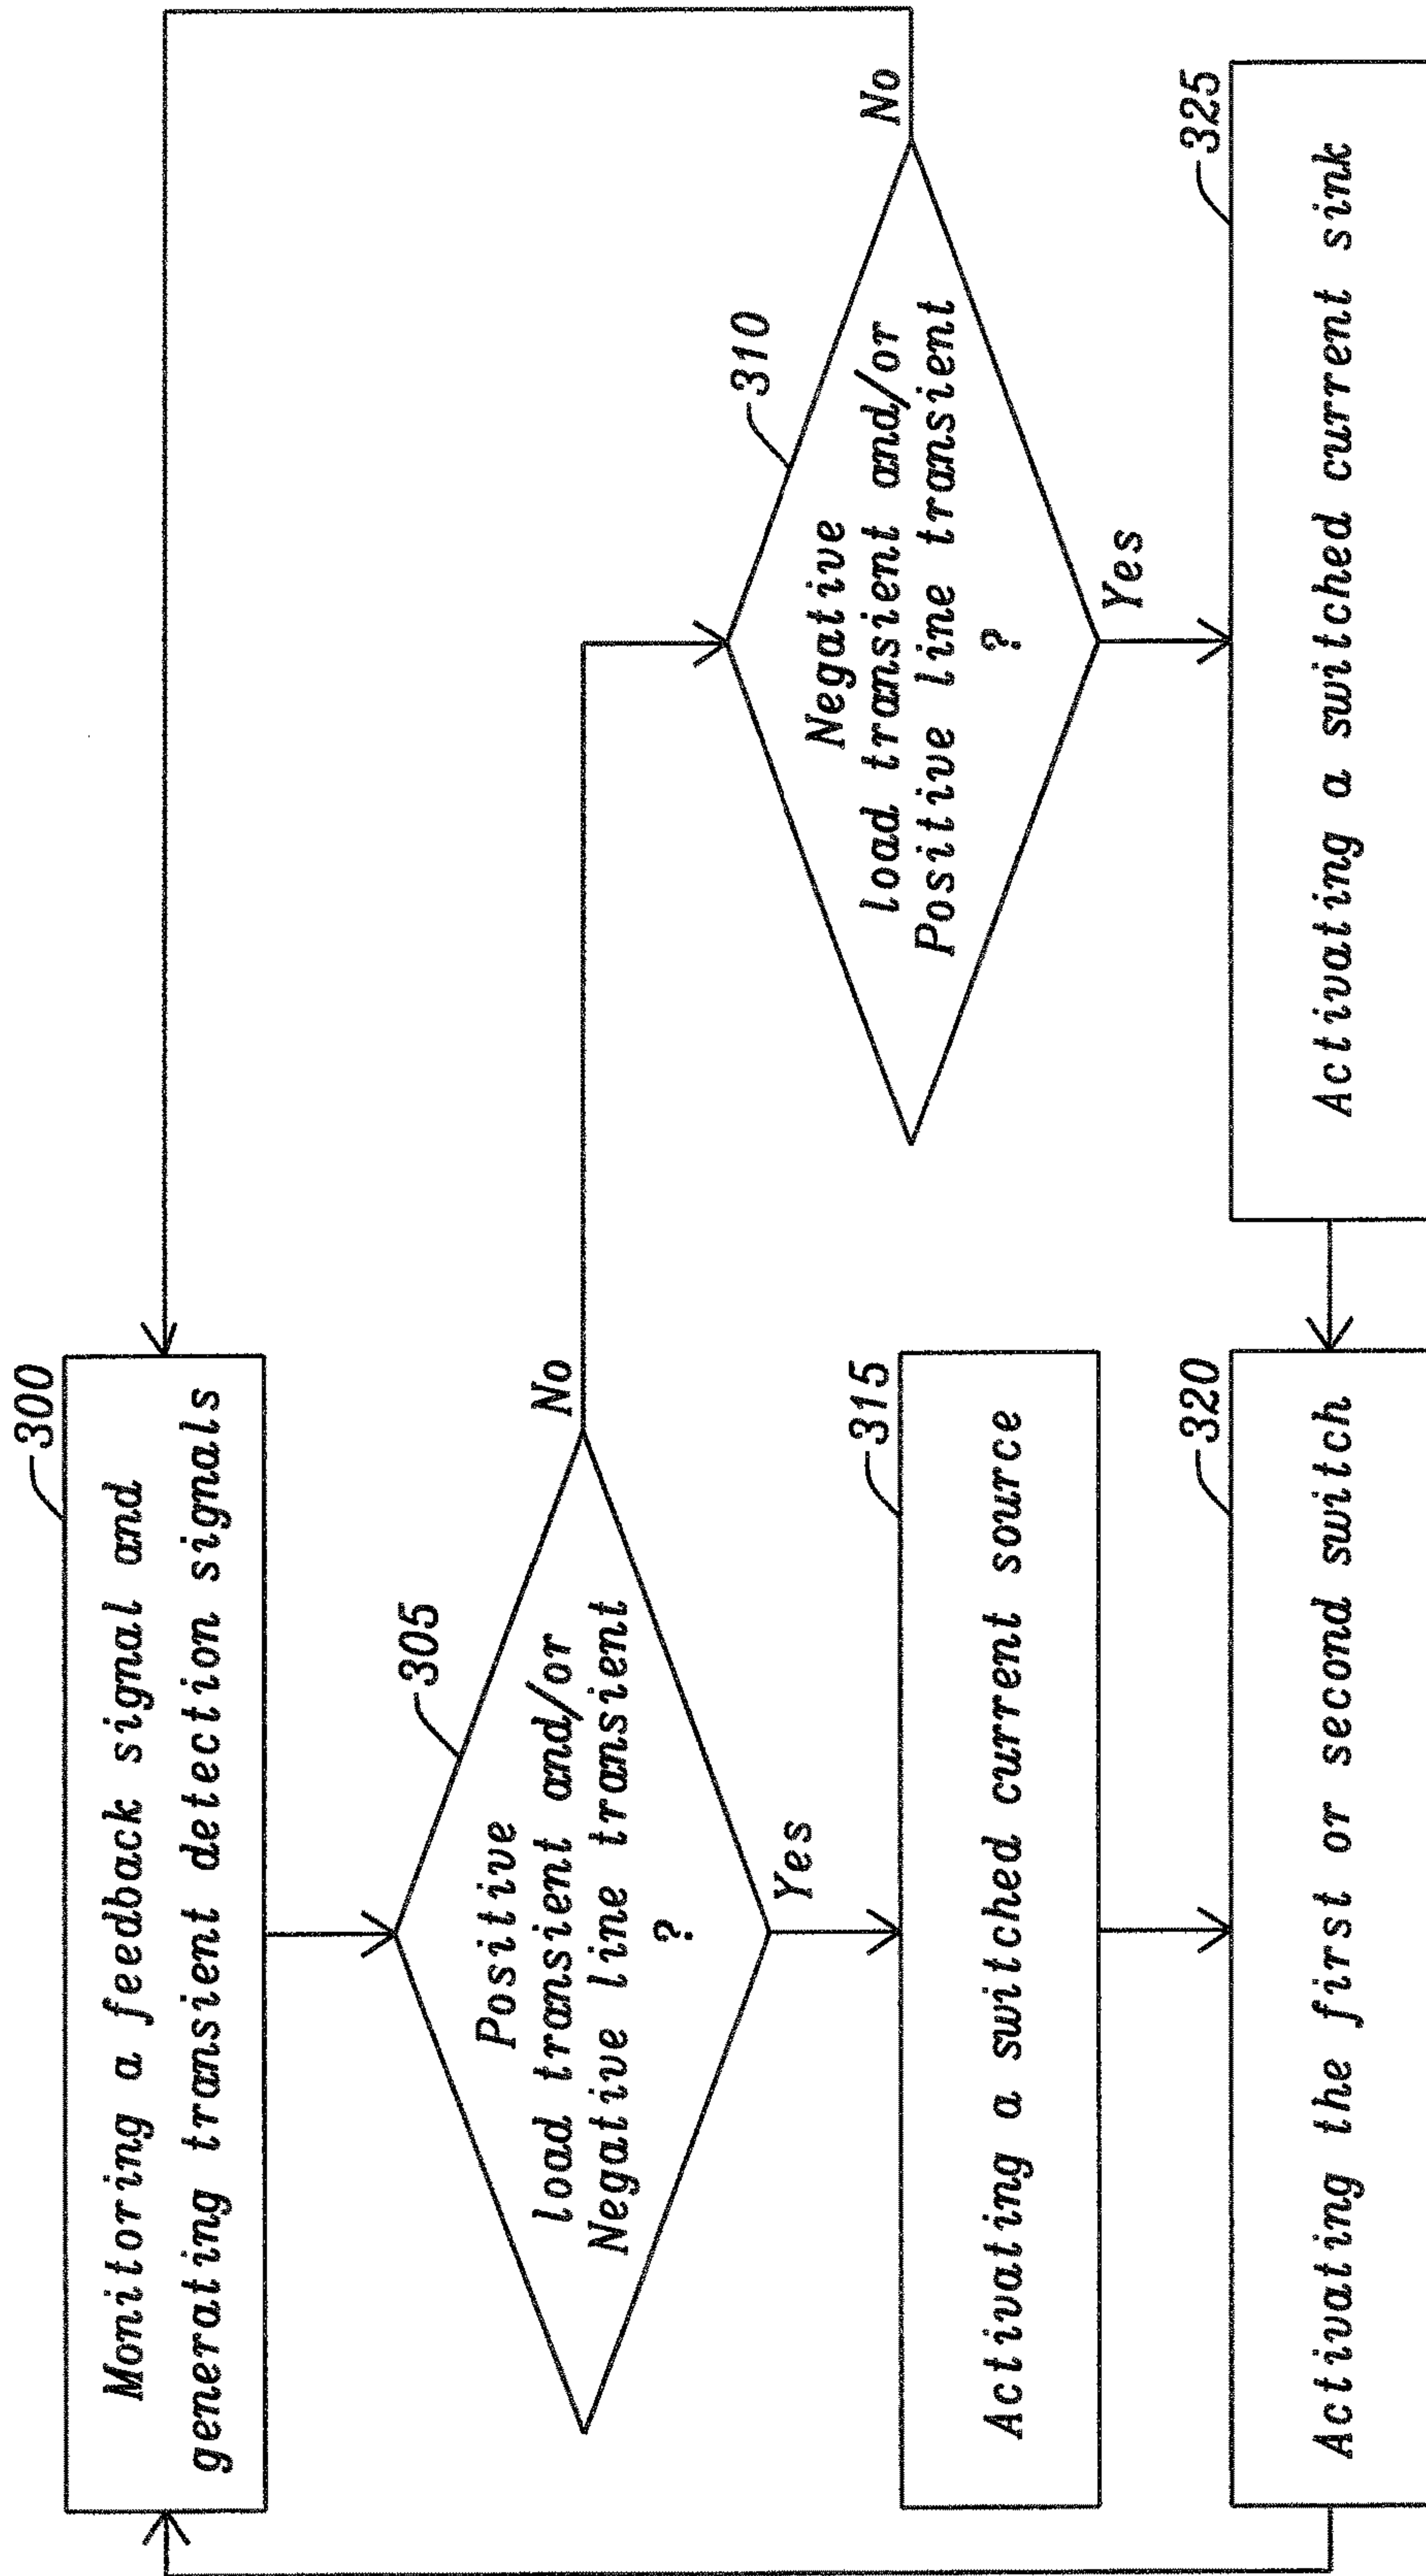 300
Monitoring a feedback signal and
generating transient detection signals
305
Positive
load transient and/or
Negative line transient
?
No
Yes
310
Negative
load transient and/or
Positive line transient
?
No
Yes
315
Activating a switched current source
320
Activating the first or second switch
325
Activating a switched current sink